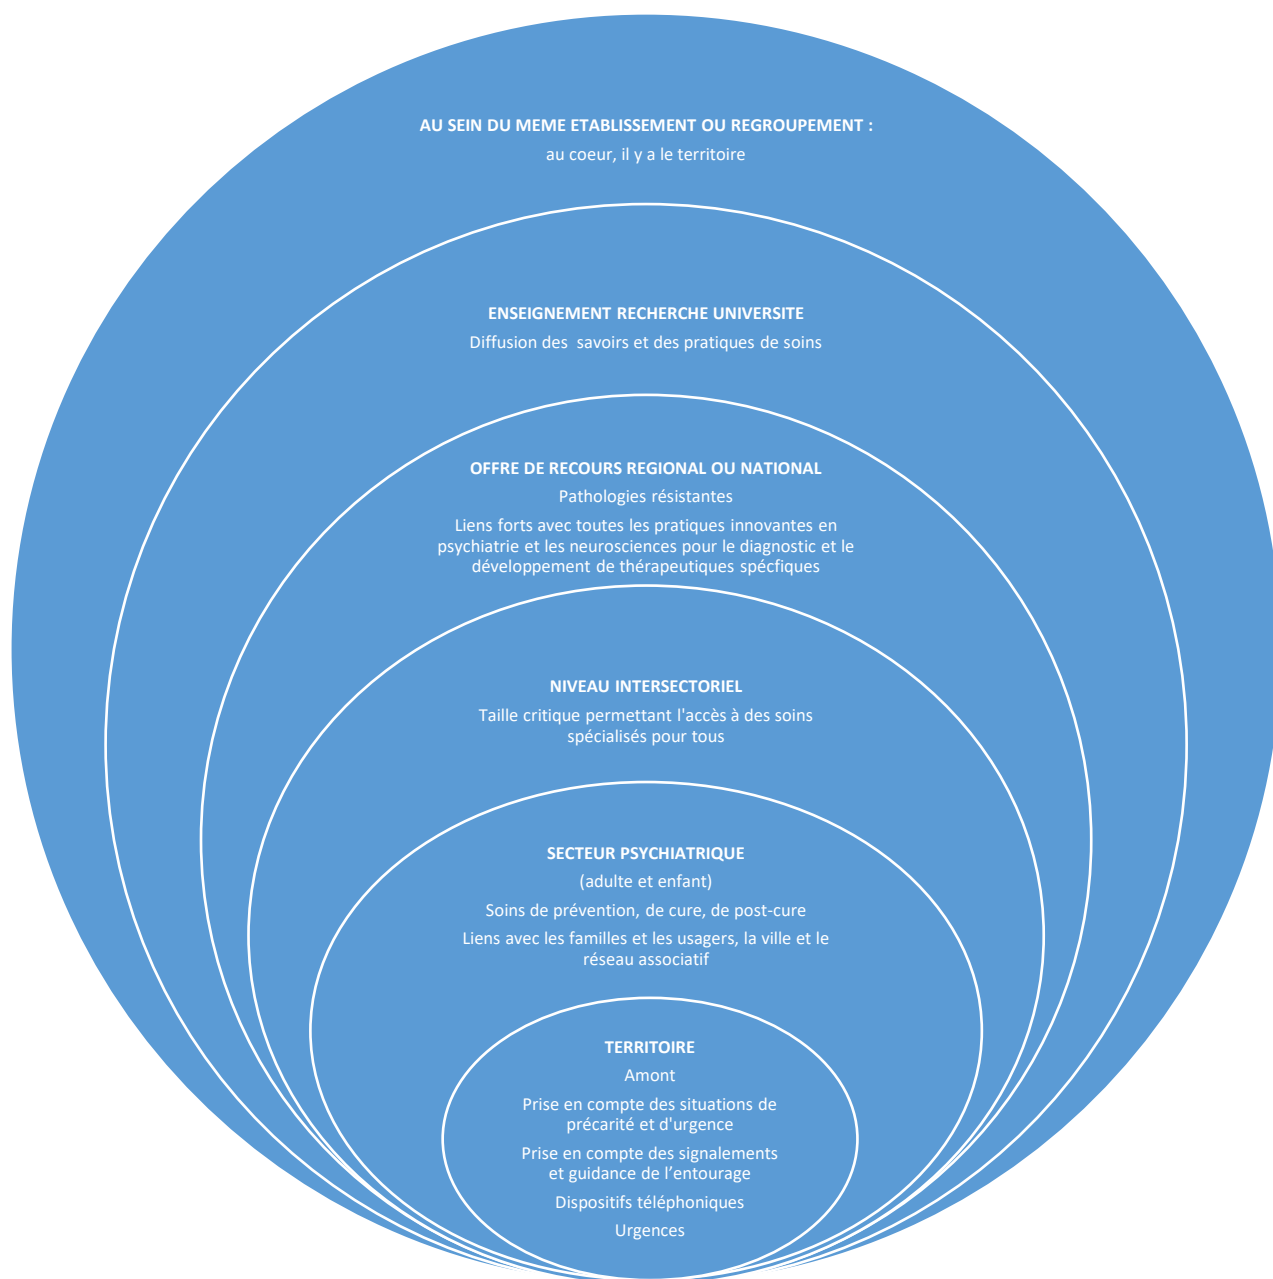 AU SEIN DU MEME ETABLISSEMENT OU REGROUPEMENT :
au coeur, il y a le territoire
ENSEIGNEMENT RECHERCHE UNIVERSITE
Diffusion des savoirs et des pratiques de soins
OFFRE DE RECOURS REGIONAL OU NATIONAL
Pathologies résistantes
Liens forts avec toutes les pratiques innovantes en
psychiatrie et les neurosciences pour le diagnostic et le
développement de thérapeutiques spécfiques
NIVEAU INTERSECTORIEL
Taille critique permettant l'accès à des soins
spécialisés pour tous
SECTEUR PSYCHIATRIQUE
(adulte et enfant)
Soins de prévention, de cure, de post-cure
Liens avec les familles et les usagers, la ville et le
réseau associatif
TERRITOIRE
Amont
Prise en compte des situations de
précarité et d'urgence
Prise en compte des signalements
et guidance de l’entourage
Dispositifs téléphoniques
Urgences